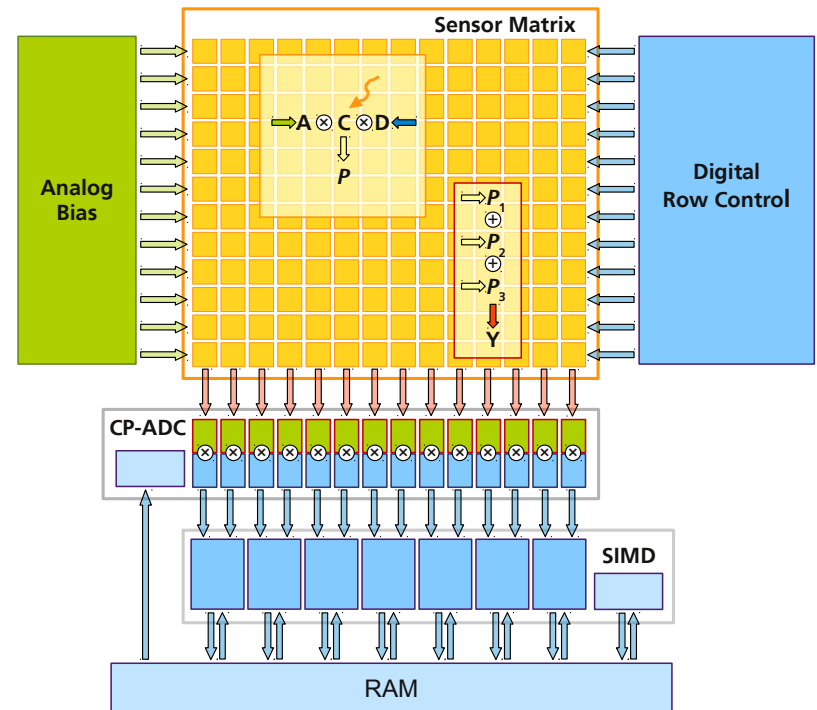 Sensor Matrix
Analog
Bias
Digital
Row Control
A ⊗ C ⊗ D
P
P1
⊕
P2
⊕
P3
Y
CP-ADC
⊗ ⊗ ⊗ ⊗ ⊗ ⊗ ⊗ ⊗ ⊗ ⊗ ⊗ ⊗ ⊗ ⊗
SIMD
RAM